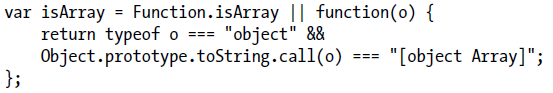 var isArray = Function.isArray || function(o) {
    return typeof o === "object" &&
    Object.prototype.toString.call(o) === "[object Array]";
};